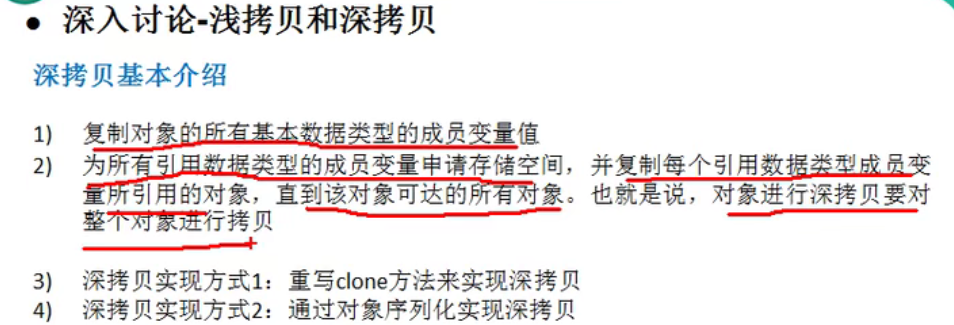 ● 深入讨论-浅拷贝和深拷贝
深拷贝基本介绍
1) 复制对象的所有基本数据类型的成员变量值
2) 为所有引用数据类型的成员变量申请存储空间，并复制每个引用数据类型成员变
量所引用的对象，直到该对象可达的所有对象。也就是说，对象进行深拷贝要对
整个对象进行拷贝
3) 深拷贝实现方式1：重写clone方法来实现深拷贝
4) 深拷贝实现方式2：通过对象序列化实现深拷贝